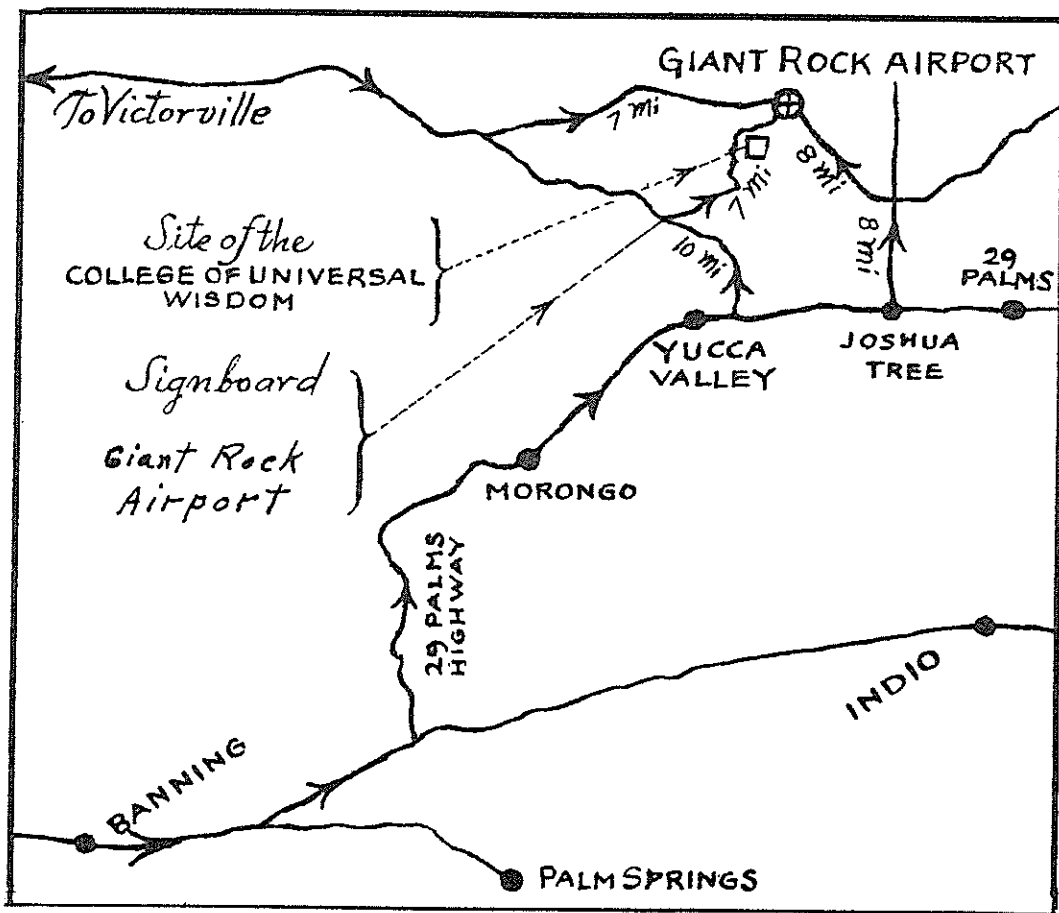 GIANT ROCK AIRPORT
To Victorville
7 mi
8 mi
7 mi
Site of the
COLLEGE OF UNIVERSAL
WISDOM
10 mi
8 mi
29
PALMS
YUCCA
VALLEY
JOSHUA
TREE
Signboard
Giant Rock
Airport
MORONGO
29 PALMS
HIGHWAY
INDIO
BANNING
PALM SPRINGS